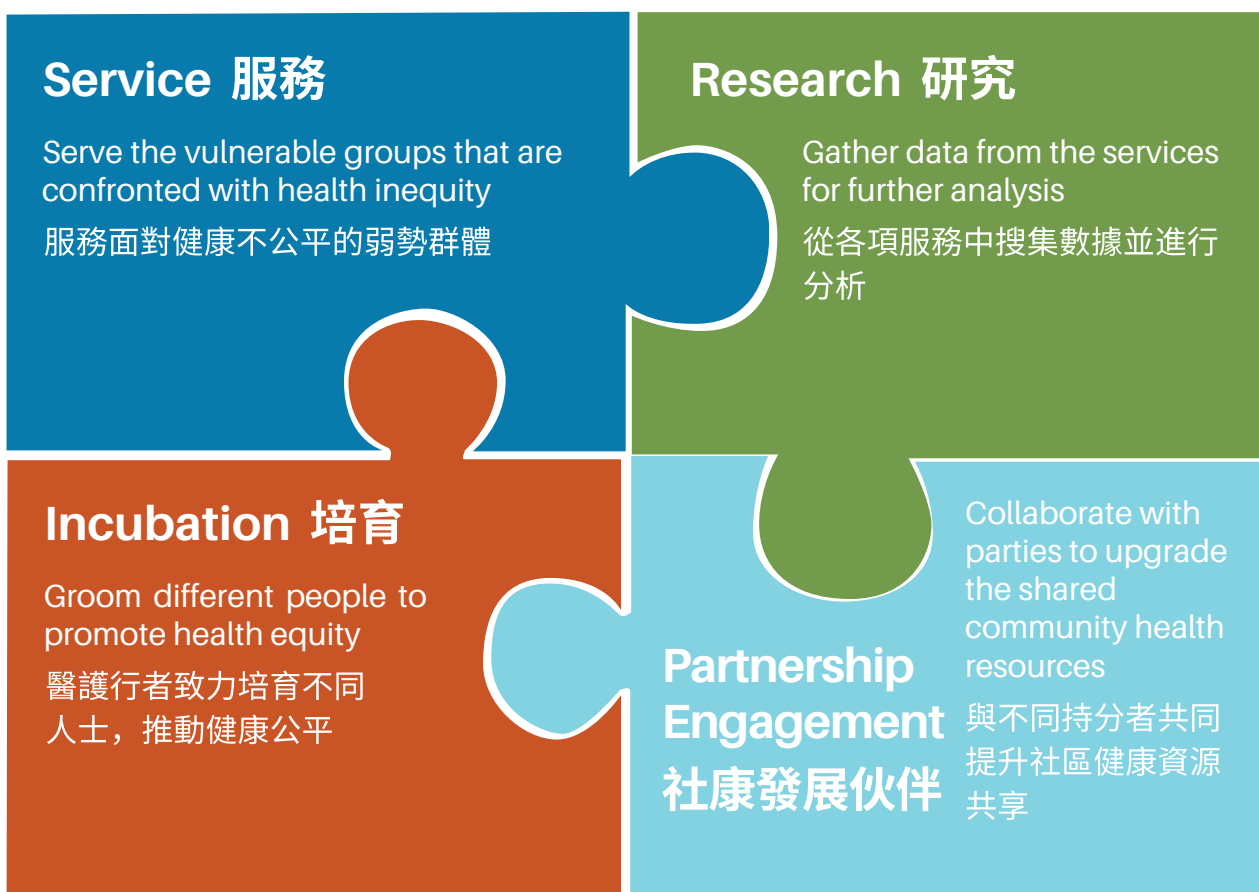 Service 服務
Serve the vulnerable groups that are
confronted with health inequity
服務面對健康不公平的弱勢群體
Research 研究
Gather data from the services
for further analysis
從各項服務中搜集數據並進行
分析
Incubation 培育
Groom different people to
promote health equity
醫護行者致力培育不同
人士，推動健康公平
Partnership
Engagement
社康發展伙伴
Collaborate with
parties to upgrade
the shared
community health
resources
與不同持分者共同
提升社區健康資源
共享